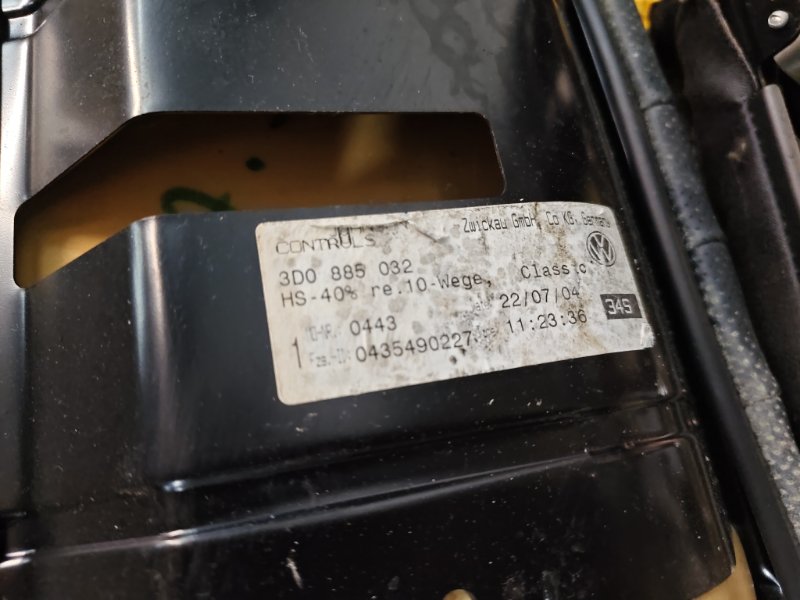 CONTROLS
Zwickau GmbH, Co KG, Germany
3D0 885 032
HS-40% re.10-Wege, Classic
22/07/04
345
0443
11:23:36
1
0435490227